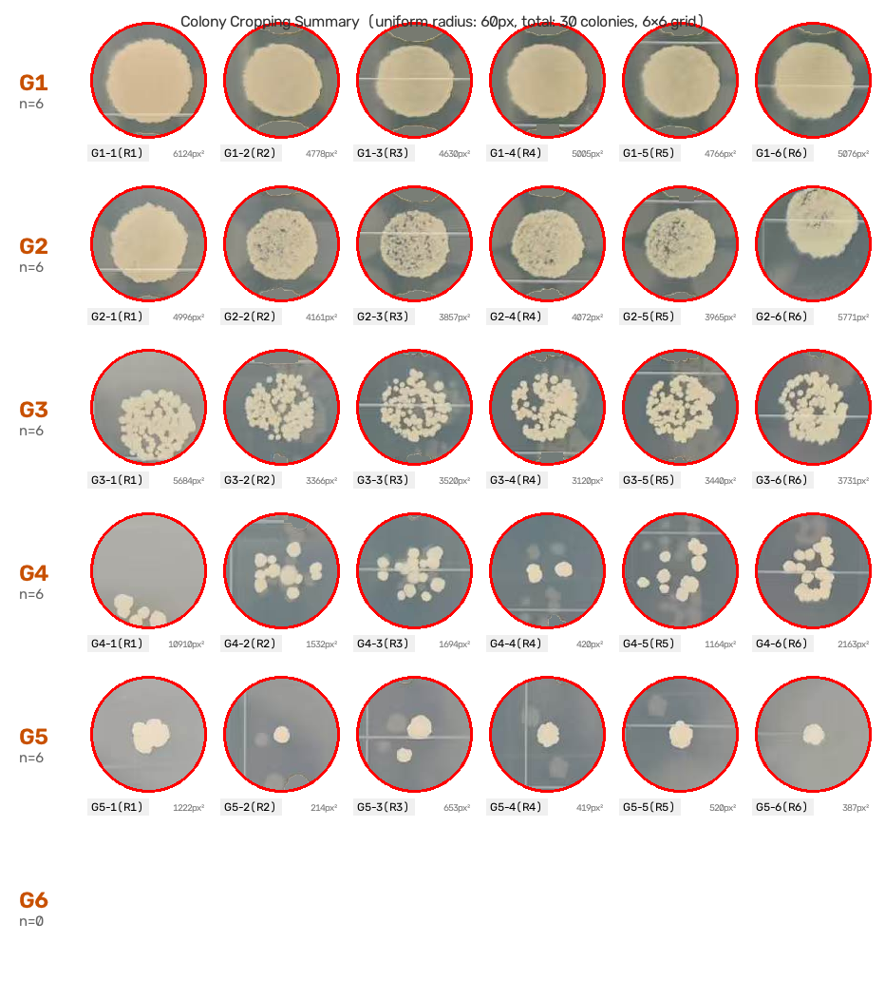 Colony Cropping Summary (uniform radius: 60px, total: 30 colonies, 6×6 grid)
G1
n=6
G1-1(R1) 6124px² G1-2(R2) 4778px² G1-3(R3) 4630px² G1-4(R4) 5005px² G1-5(R5) 4766px² G1-6(R6) 5076px²
G2
n=6
G2-1(R1) 4996px² G2-2(R2) 4161px² G2-3(R3) 3857px² G2-4(R4) 4072px² G2-5(R5) 3965px² G2-6(R6) 5771px²
G3
n=6
G3-1(R1) 5684px² G3-2(R2) 3366px² G3-3(R3) 3520px² G3-4(R4) 3120px² G3-5(R5) 3440px² G3-6(R6) 3731px²
G4
n=6
G4-1(R1) 10910px² G4-2(R2) 1532px² G4-3(R3) 1694px² G4-4(R4) 420px² G4-5(R5) 1164px² G4-6(R6) 2163px²
G5
n=6
G5-1(R1) 1222px² G5-2(R2) 214px² G5-3(R3) 653px² G5-4(R4) 419px² G5-5(R5) 520px² G5-6(R6) 387px²
G6
n=0